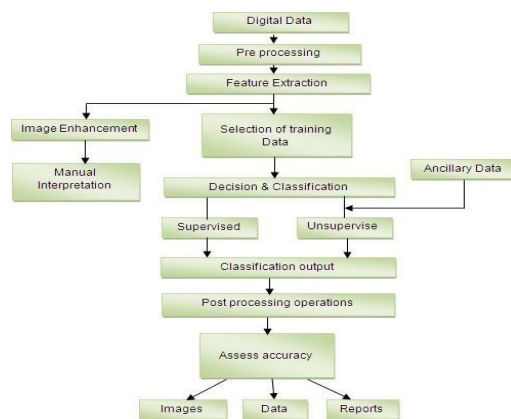 Digital Data
Pre processing
Feature Extraction
Image Enhancement
Selection of training
Data
Manual
Interpretation
Ancillary Data
Decision & Classification
Supervised
Unsupervise
Classification output
Post processing operations
Assess accuracy
Images
Data
Reports